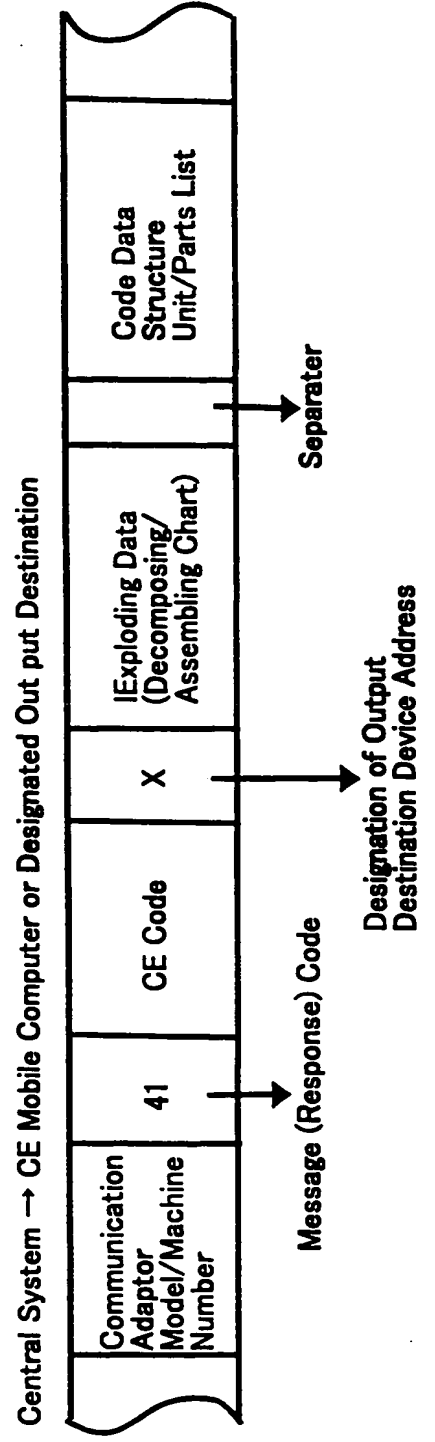 Central System → CE Mobile Computer or Designated Out put Destination
Communication
Adaptor
Model/Machine
Number
41
CE Code
X
IExploding Data
(Decomposing/
Assembling Chart)
Code Data
Structure
Unit/Parts List
Message (Response) Code
Designation of Output
Destination Device Address
Separater